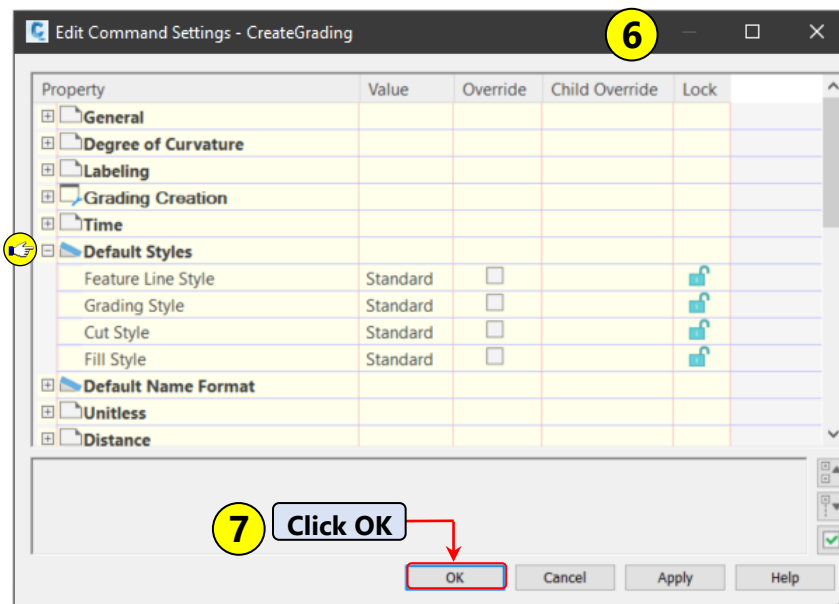 Edit Command Settings - CreateGrading
6
Property Value Override Child Override Lock
General
Degree of Curvature
Labeling
Grading Creation
Time
Default Styles
Feature Line Style Standard
Grading Style Standard
Cut Style Standard
Fill Style Standard
Default Name Format
Unitless
Distance
7 Click OK
OK Cancel Apply Help